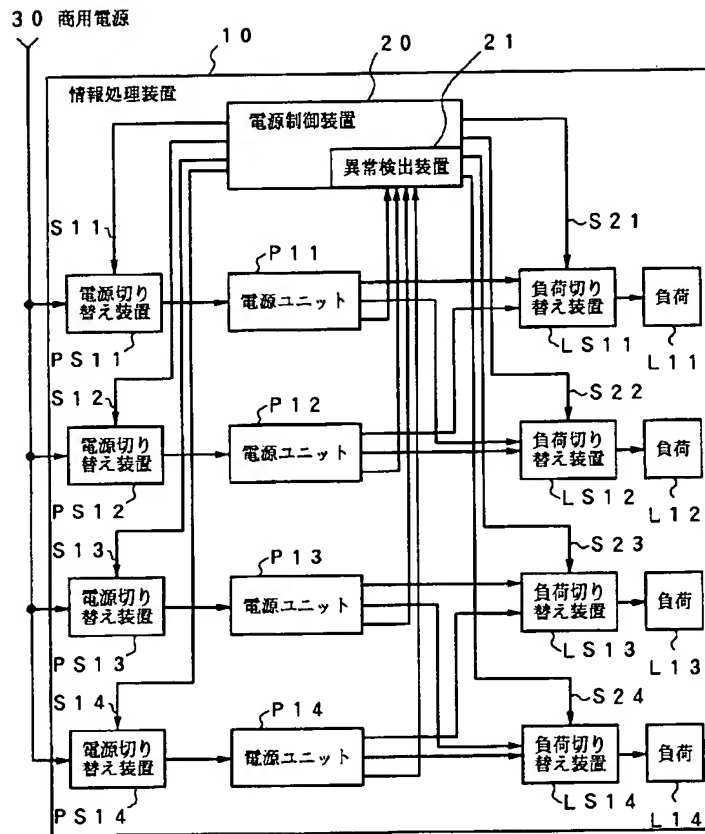 30 商用電源
10
20
21
情報処理装置
電源制御装置
異常検出装置
S11
P11
S21
電源切り
替え装置
電源ユニット
負荷切り
替え装置
負荷
PS11
LS11
L11
S12
P12
S22
電源切り
替え装置
電源ユニット
負荷切り
替え装置
負荷
PS12
LS12
L12
S13
P13
S23
電源切り
替え装置
電源ユニット
負荷切り
替え装置
負荷
PS13
LS13
L13
S14
P14
S24
電源切り
替え装置
電源ユニット
負荷切り
替え装置
負荷
PS14
LS14
L14